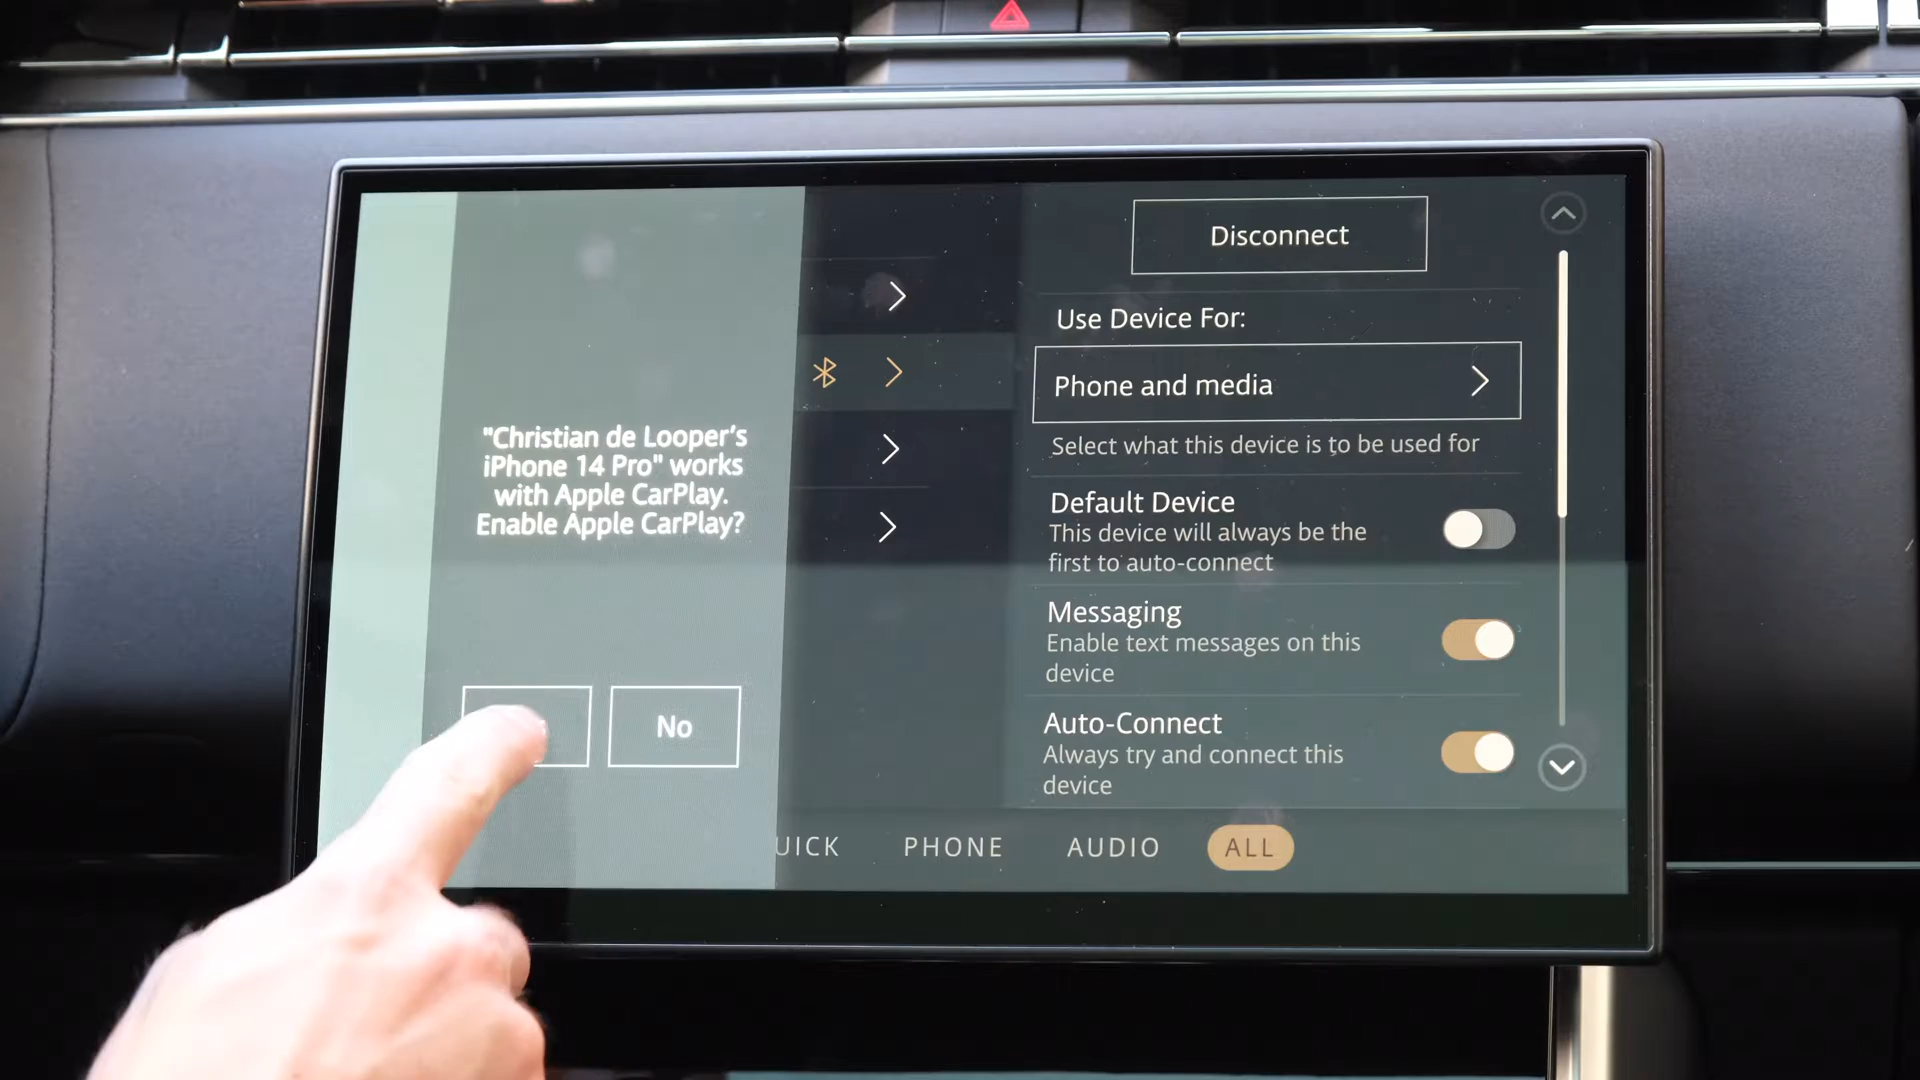 "Christian de Looper's
iPhone 14 Pro" works
with Apple CarPlay.
Enable Apple CarPlay?
No
Disconnect
Use Device For:
Phone and media
Select what this device is to be used for
Default Device
This device will always be the
first to auto-connect
Messaging
Enable text messages on this
device
Auto-Connect
Always try and connect this
device
UICK PHONE AUDIO ALL